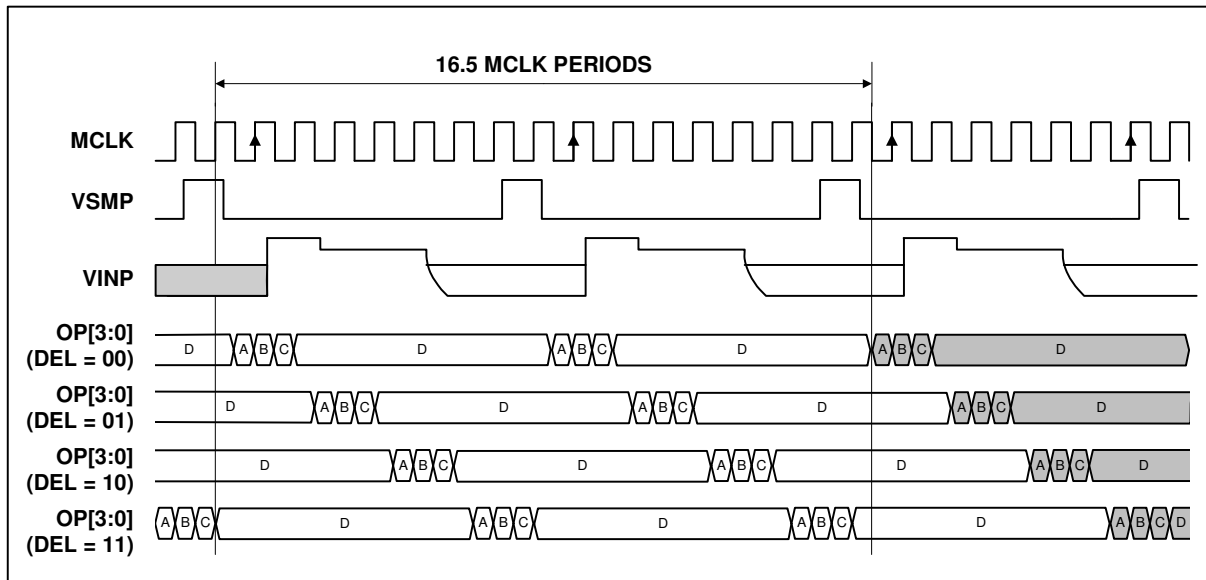 16.5 MCLK PERIODS
MCLK
VSMP
VINP
OP[3:0]
(DEL = 00)
D A B C D A B C D A B C D
OP[3:0]
(DEL = 01)
D A B C D A B C D A B C D
OP[3:0]
(DEL = 10)
D A B C D A B C D A B C D
OP[3:0]
(DEL = 11)
A B C D A B C D A B C D A B C D